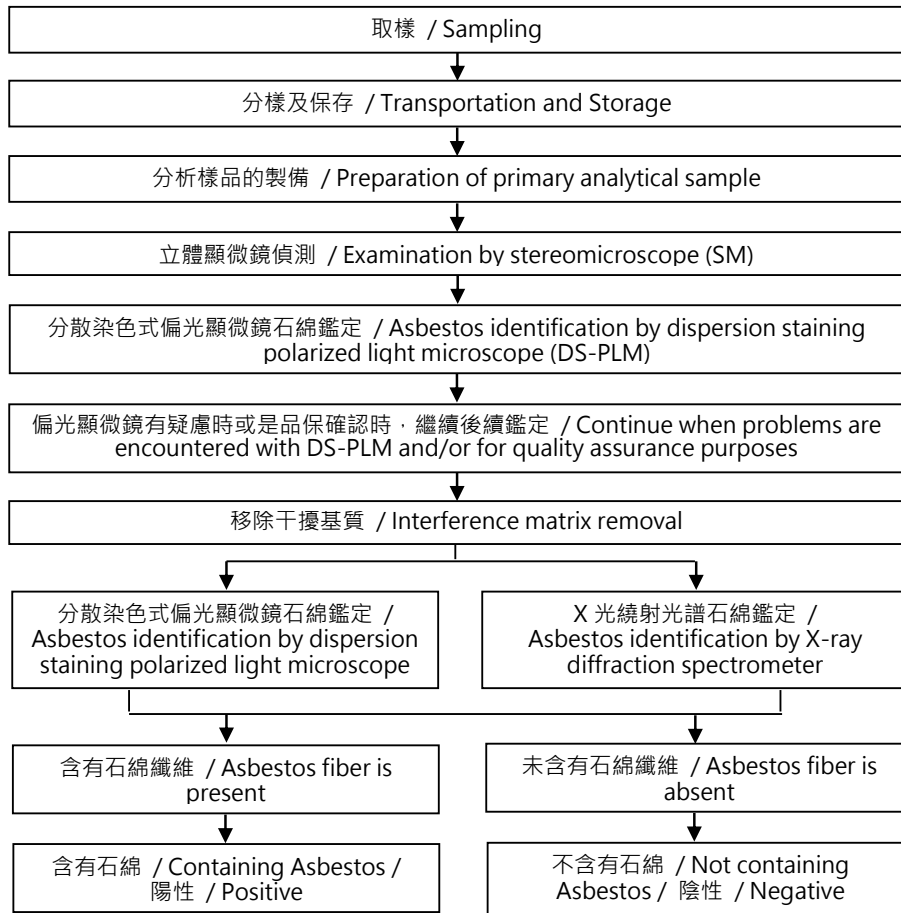 取樣 / Sampling
分樣及保存 / Transportation and Storage
分析樣品的製備 / Preparation of primary analytical sample
立體顯微鏡偵測 / Examination by stereomicroscope (SM)
分散染色式偏光顯微鏡石綿鑑定 / Asbestos identification by dispersion staining
polarized light microscope (DS-PLM)
偏光顯微鏡有疑慮時或是品保確認時，繼續後續鑑定 / Continue when problems are
encountered with DS-PLM and/or for quality assurance purposes
移除干擾基質 / Interference matrix removal
分散染色式偏光顯微鏡石綿鑑定 /
Asbestos identification by dispersion
staining polarized light microscope
X 光繞射光譜石綿鑑定 /
Asbestos identification by X-ray
diffraction spectrometer
含有石綿纖維 / Asbestos fiber is
present
未含有石綿纖維 / Asbestos fiber is
absent
含有石綿 / Containing Asbestos /
陽性 / Positive
不含有石綿 / Not containing
Asbestos / 陰性 / Negative